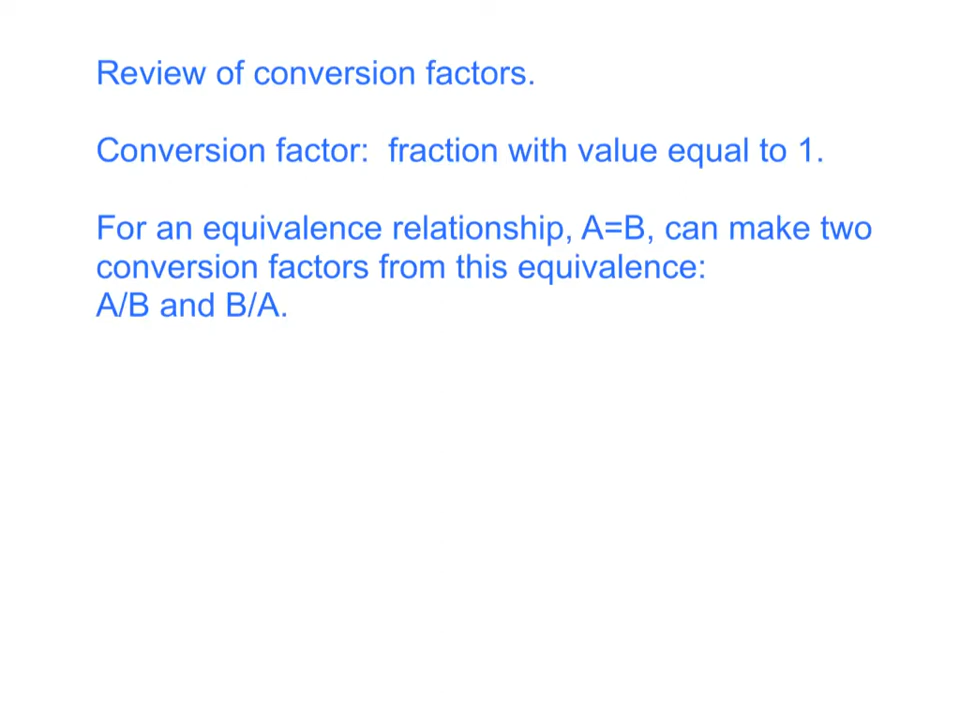 Review of conversion factors.
Conversion factor:  fraction with value equal to 1.
For an equivalence relationship, A=B, can make two
conversion factors from this equivalence:
A/B and B/A.